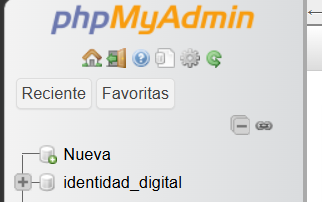 phpMyAdmin
Reciente Favoritas
Nueva
identidad_digital